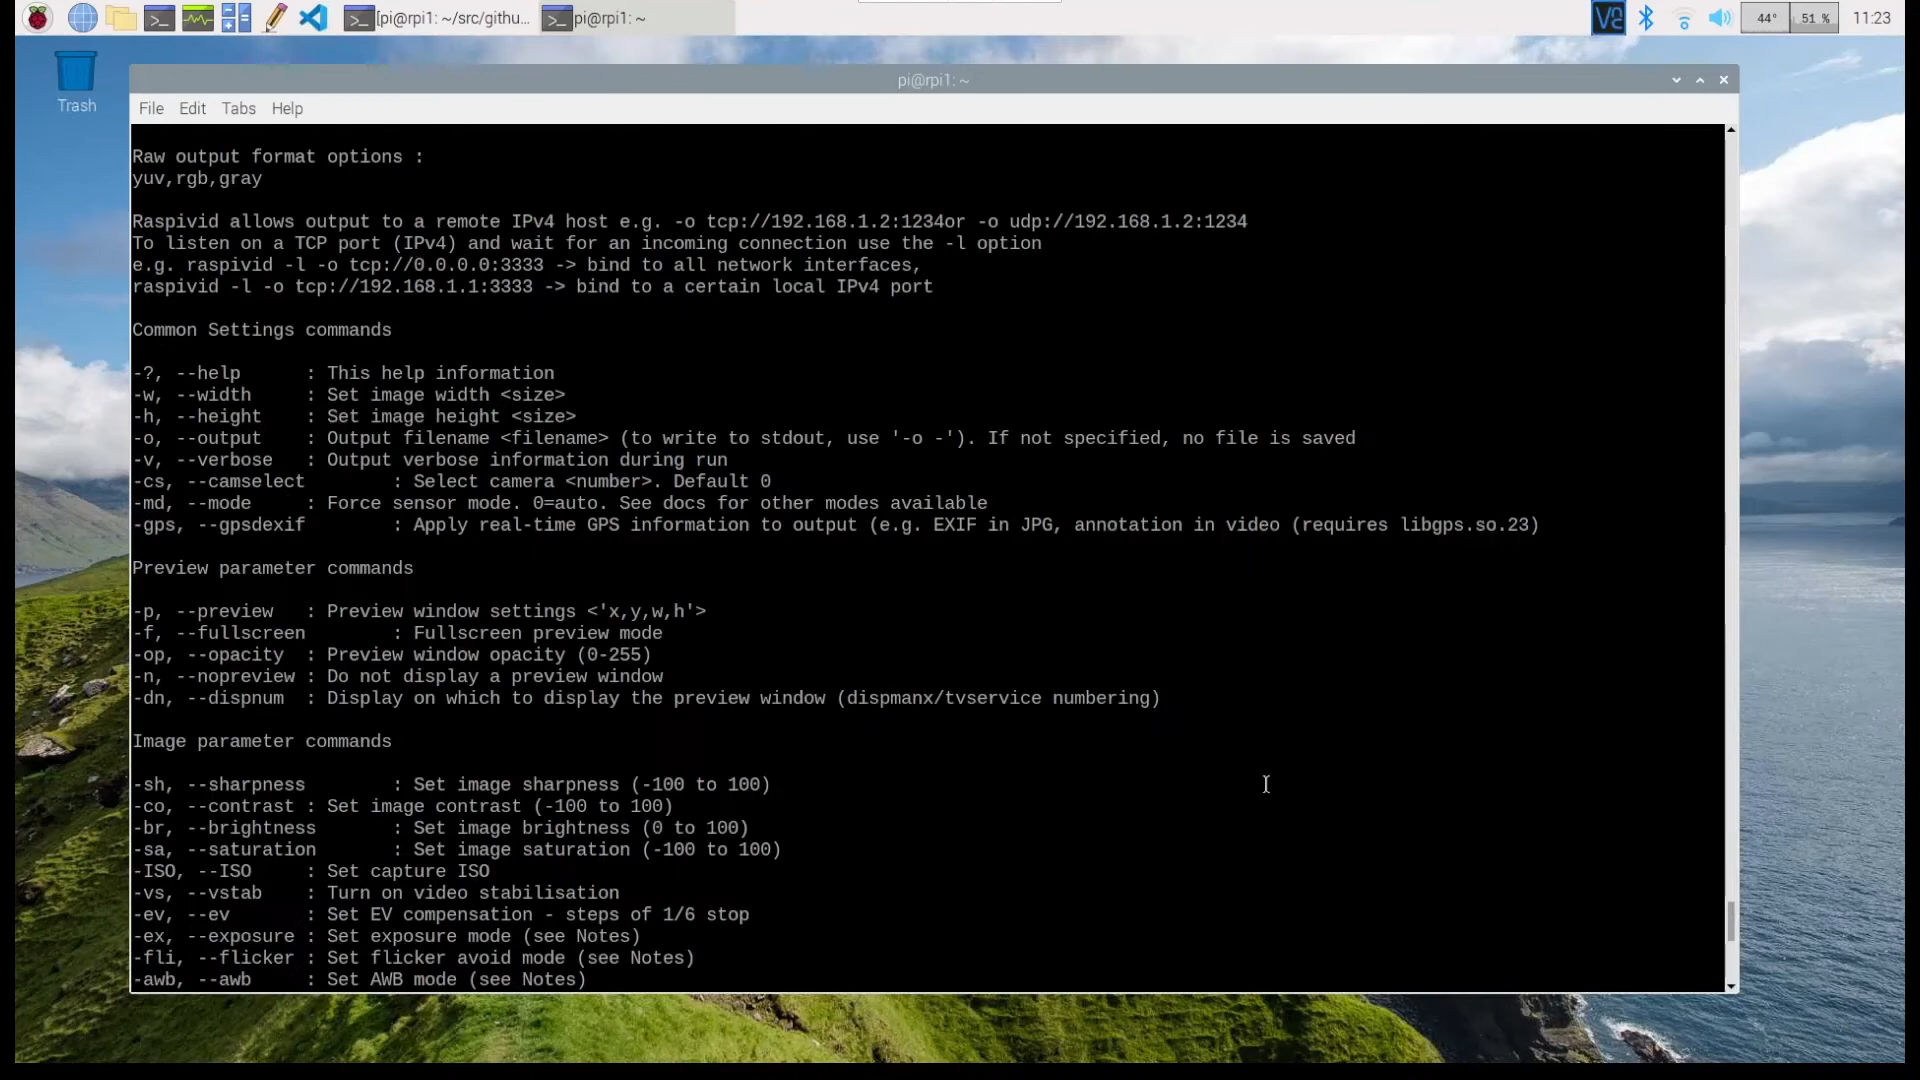 [pi@rpi1: ~/src/githu...
pi@rpi1: ~
44°
51 %
11:23
Trash
pi@rpi1: ~
File Edit Tabs Help
Raw output format options :
yuv,rgb,gray
Raspivid allows output to a remote IPv4 host e.g. -o tcp://192.168.1.2:1234or -o udp://192.168.1.2:1234
To listen on a TCP port (IPv4) and wait for an incoming connection use the -l option
e.g. raspivid -l -o tcp://0.0.0.0:3333 -> bind to all network interfaces,
raspivid -l -o tcp://192.168.1.1:3333 -> bind to a certain local IPv4 port
Common Settings commands
-?, --help      : This help information
-w, --width     : Set image width <size>
-h, --height    : Set image height <size>
-o, --output    : Output filename <filename> (to write to stdout, use '-o -'). If not specified, no file is saved
-v, --verbose   : Output verbose information during run
-cs, --camselect        : Select camera <number>. Default 0
-md, --mode     : Force sensor mode. 0=auto. See docs for other modes available
-gps, --gpsdexif        : Apply real-time GPS information to output (e.g. EXIF in JPG, annotation in video (requires libgps.so.23)
Preview parameter commands
-p, --preview   : Preview window settings <'x,y,w,h'>
-f, --fullscreen        : Fullscreen preview mode
-op, --opacity  : Preview window opacity (0-255)
-n, --nopreview : Do not display a preview window
-dn, --dispnum  : Display on which to display the preview window (dispmanx/tvservice numbering)
Image parameter commands
-sh, --sharpness        : Set image sharpness (-100 to 100)
-co, --contrast : Set image contrast (-100 to 100)
-br, --brightness       : Set image brightness (0 to 100)
-sa, --saturation       : Set image saturation (-100 to 100)
-ISO, --ISO     : Set capture ISO
-vs, --vstab    : Turn on video stabilisation
-ev, --ev       : Set EV compensation - steps of 1/6 stop
-ex, --exposure : Set exposure mode (see Notes)
-fli, --flicker : Set flicker avoid mode (see Notes)
-awb, --awb     : Set AWB mode (see Notes)